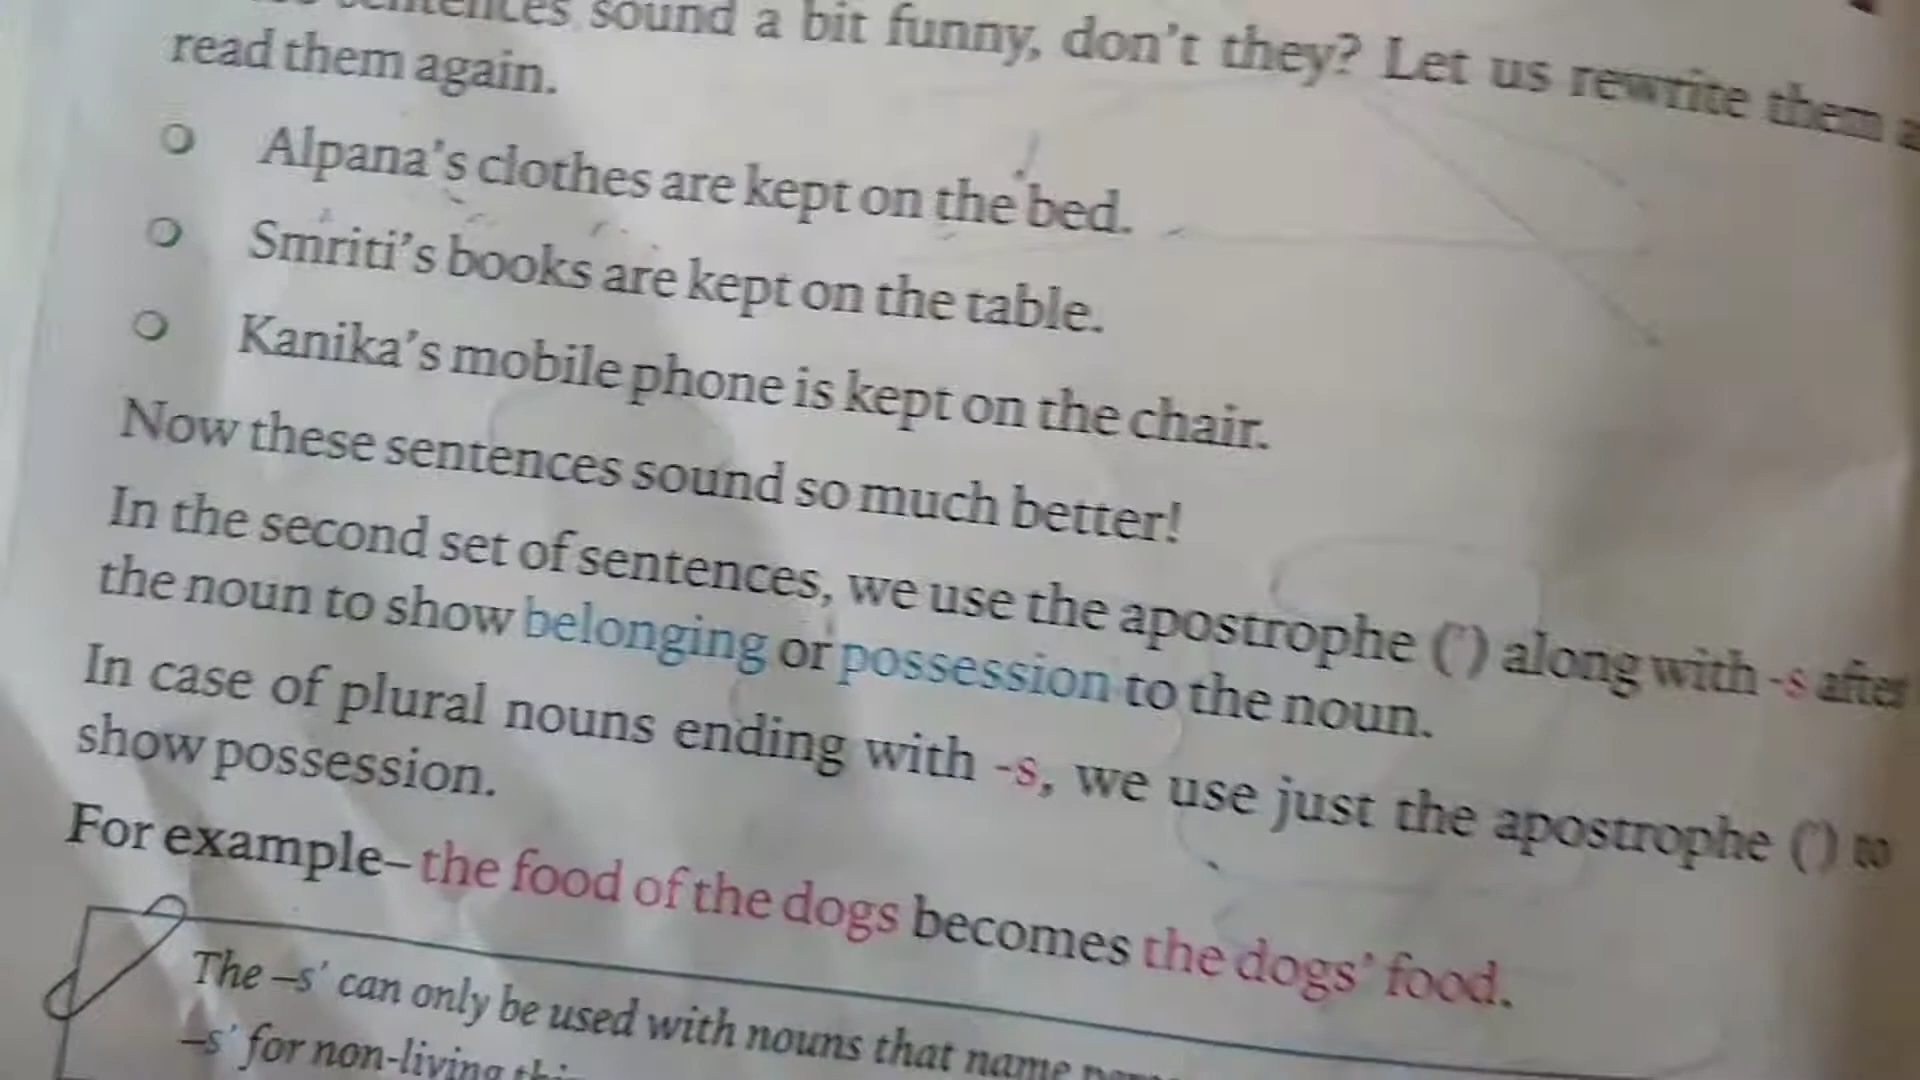 sentences sound a bit funny, don't they? Let us rewrite them
read them again.
Alpana's clothes are kept on the bed.
Smriti's books are kept on the table.
Kanika's mobile phone is kept on the chair.
Now these sentences sound so much better!
In the second set of sentences, we use the apostrophe (') along with -s after
the noun to show belonging or possession to the noun.
In case of plural nouns ending with -s, we use just the apostrophe (') to
show possession.
For example– the food of the dogs becomes the dogs' food.
The –s' can only be used with nouns that name
–s' for non-living